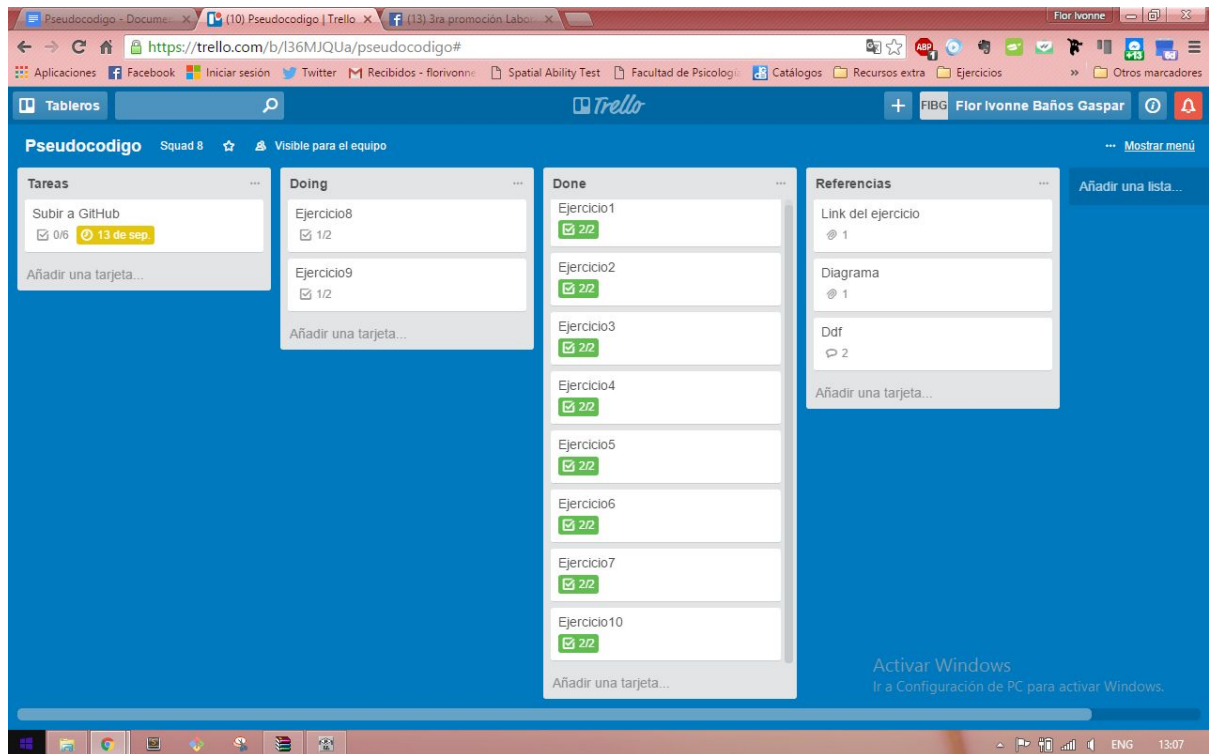 Pseudocodigo - Docume
(10) Pseudocodigo | Trello
(13) 3ra promoción Labor
Flor Ivonne
https://trello.com/b/I36MJQUa/pseudocodigo#
Aplicaciones Facebook Iniciar sesión Twitter Recibidos - florivonne Spatial Ability Test Facultad de Psicologí Catálogos Recursos extra Ejercicios » Otros marcadores
Tableros
Trello
+ FIBG Flor Ivonne Baños Gaspar
Pseudocodigo Squad 8 Visible para el equipo
... Mostrar menú
Tareas
Subir a GitHub
0/6 13 de sep.
Añadir una tarjeta...
Doing
Ejercicio8
1/2
Ejercicio9
1/2
Añadir una tarjeta...
Done
Ejercicio1
2/2
Ejercicio2
2/2
Ejercicio3
2/2
Ejercicio4
2/2
Ejercicio5
2/2
Ejercicio6
2/2
Ejercicio7
2/2
Ejercicio10
2/2
Añadir una tarjeta...
Referencias
Link del ejercicio
1
Diagrama
1
Ddf
2
Añadir una tarjeta...
Añadir una lista...
Activar Windows
Ir a Configuración de PC para activar Windows.
ENG 13:07